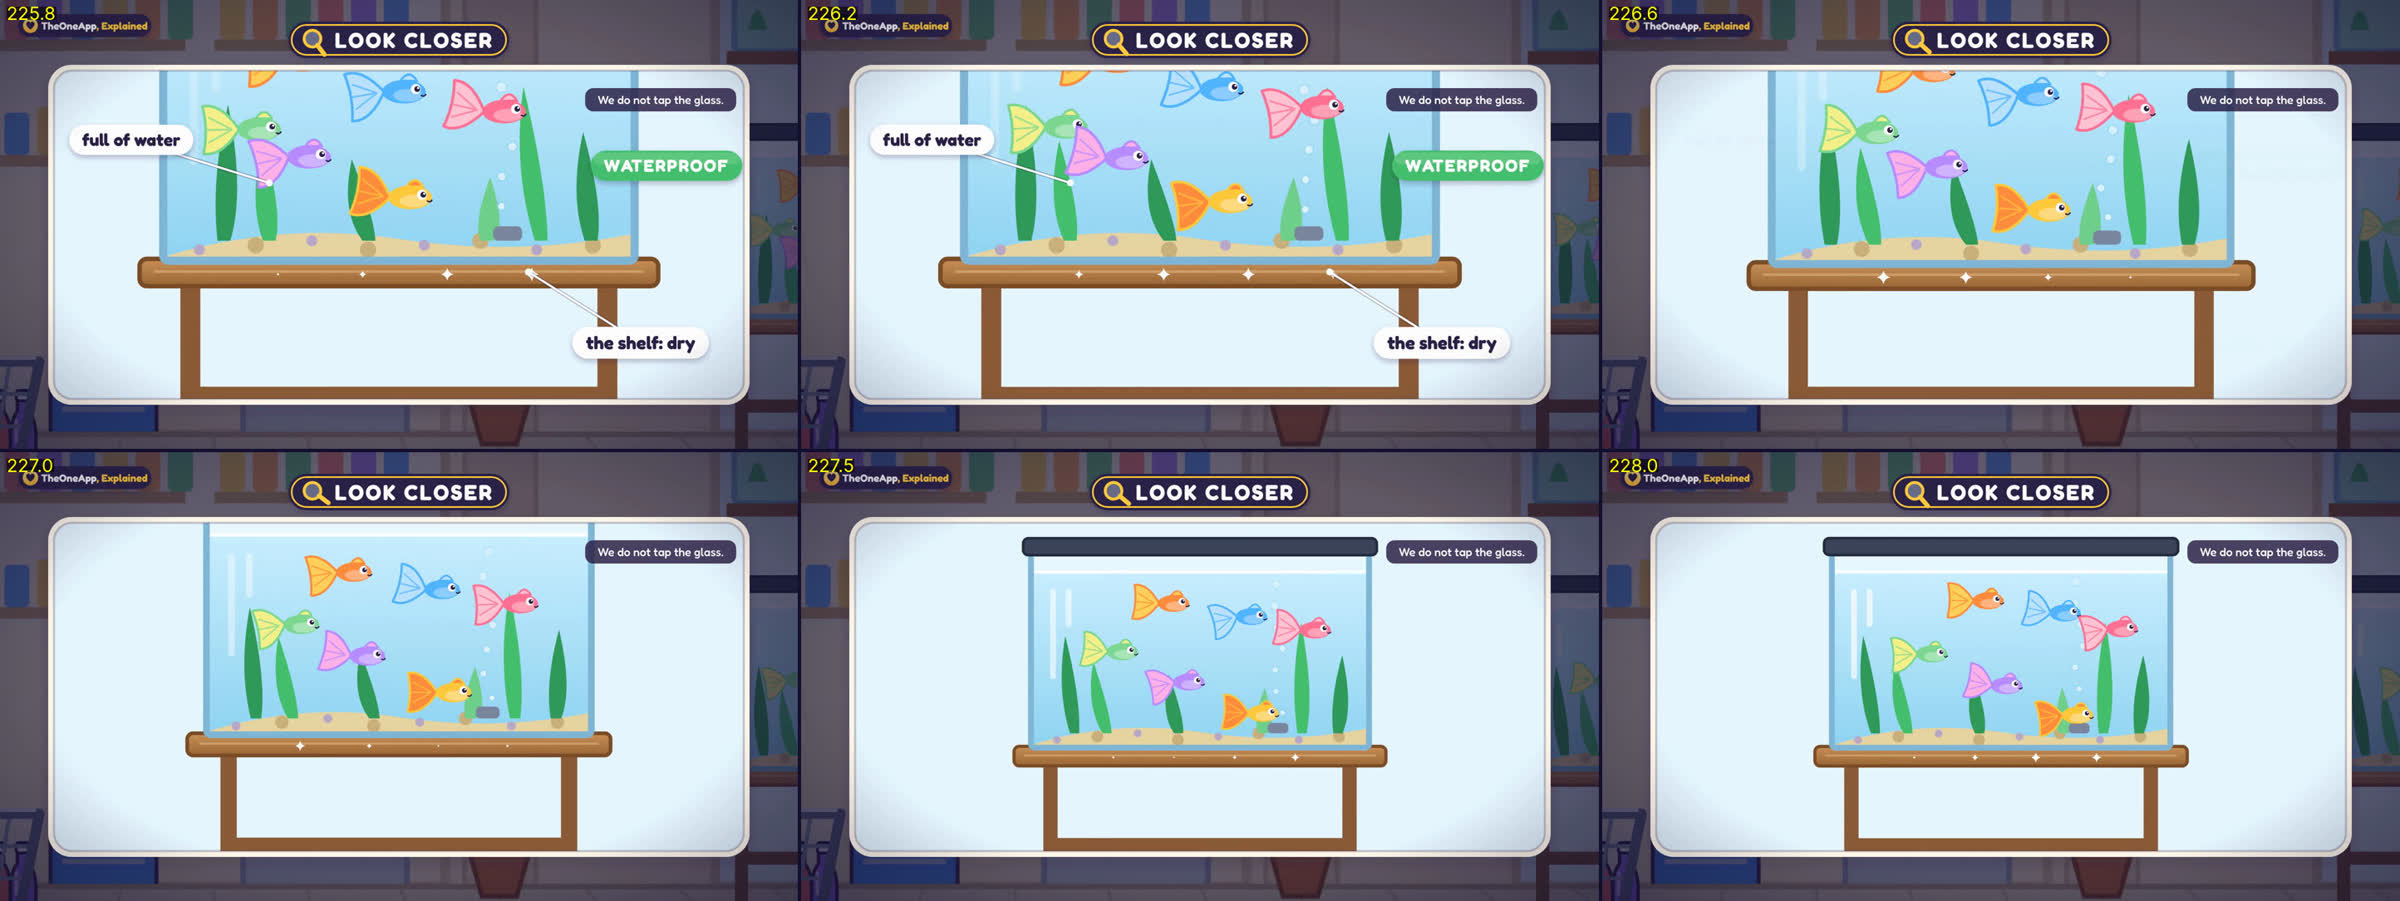 225.8
TheOneApp, Explained
LOOK CLOSER
We do not tap the glass.
full of water
WATERPROOF
the shelf: dry
226.2
TheOneApp, Explained
LOOK CLOSER
We do not tap the glass.
full of water
WATERPROOF
the shelf: dry
226.6
TheOneApp, Explained
LOOK CLOSER
We do not tap the glass.
227.0
TheOneApp, Explained
LOOK CLOSER
We do not tap the glass.
227.5
TheOneApp, Explained
LOOK CLOSER
We do not tap the glass.
228.0
TheOneApp, Explained
LOOK CLOSER
We do not tap the glass.